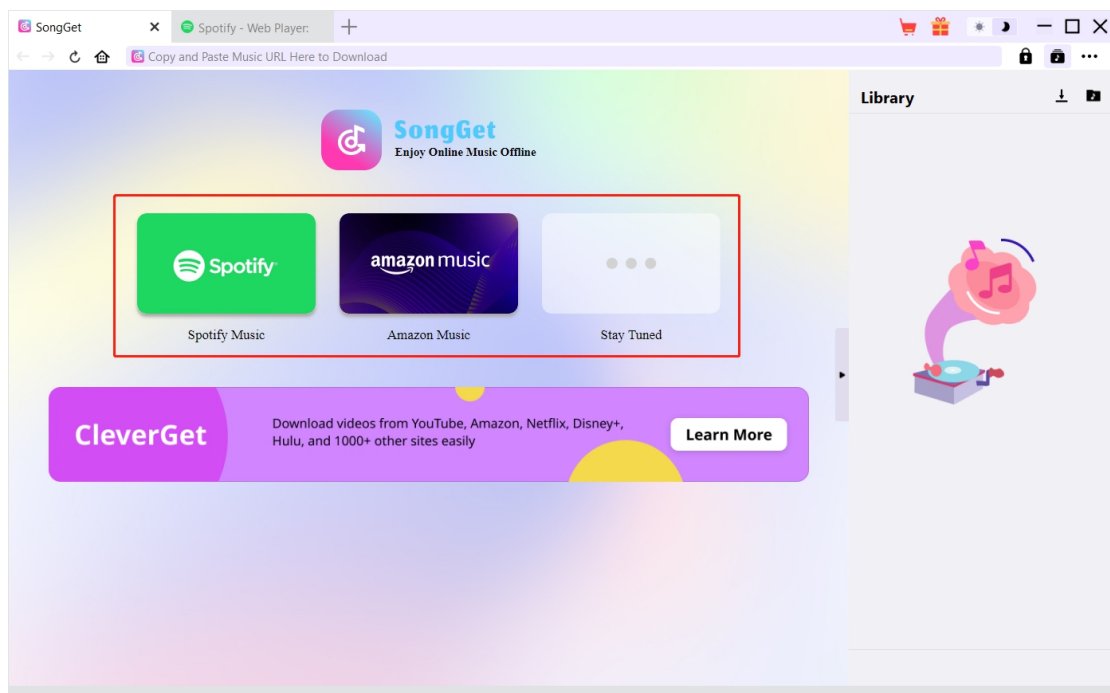 SongGet
Spotify - Web Player:
Copy and Paste Music URL Here to Download
Library
SongGet
Enjoy Online Music Offline
Spotify
amazon music
Spotify Music
Amazon Music
Stay Tuned
CleverGet
Download videos from YouTube, Amazon, Netflix, Disney+,
Hulu, and 1000+ other sites easily
Learn More